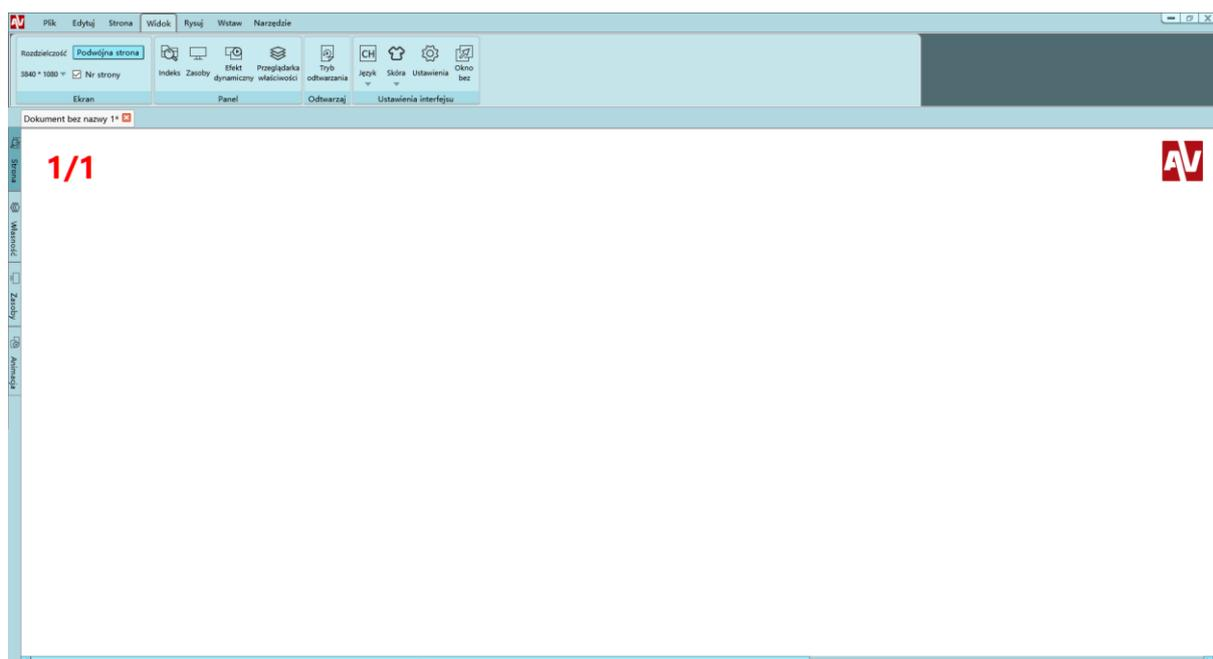 AV
Plik Edytuj Strona Widok Rysuj Wstaw Narzędzie
Rozdzielczość Podwójna strona
3840 * 1080 Nr strony
Indeks Zasoby Efekt dynamiczny Przeglądarka właściwości
Tryb odtwarzania
CH
Język Skóra Ustawienia Okno bez
Ekran Panel Odtwarzaj Ustawienia interfejsu
Dokument bez nazwy 1*
Strona
Własność
Zasoby
Animacja
1/1
AV